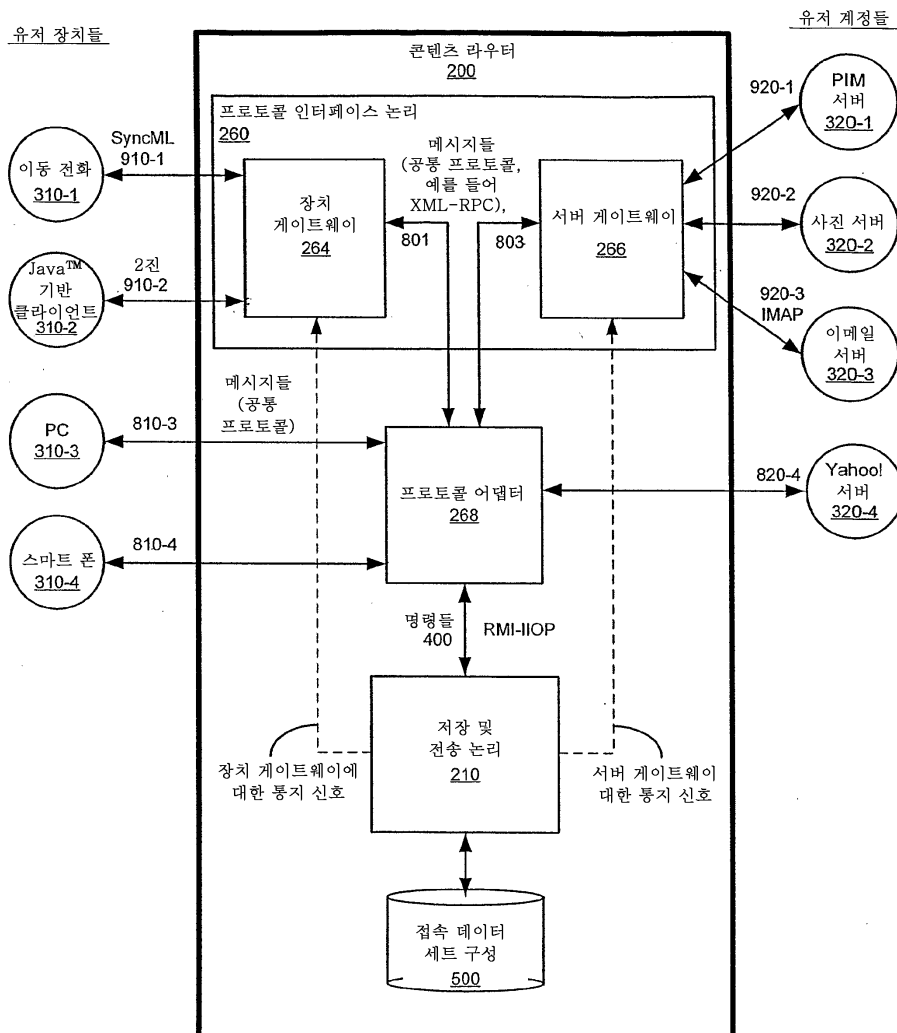 유저 장치들
유저 계정들
콘텐츠 라우터
200
프로토콜 인터페이스 논리
260
SyncML
910-1
이동 전화
310-1
Java™
기반
클라이언트
310-2
2진
910-2
장치
게이트웨이
264
메시지들
(공통 프로토콜,
예를 들어
XML-RPC),
801
803
서버 게이트웨이
266
920-1
PIM
서버
320-1
920-2
사진 서버
320-2
920-3
IMAP
이메일
서버
320-3
메시지들
(공통
프로토콜)
PC
310-3
810-3
프로토콜 어댑터
268
820-4
Yahoo!
서버
320-4
스마트 폰
310-4
810-4
명령들
400
RMI-IIOP
저장 및
전송 논리
210
장치 게이트웨이에
대한 통지 신호
서버 게이트웨이
대한 통지 신호
접속 데이터
세트 구성
500